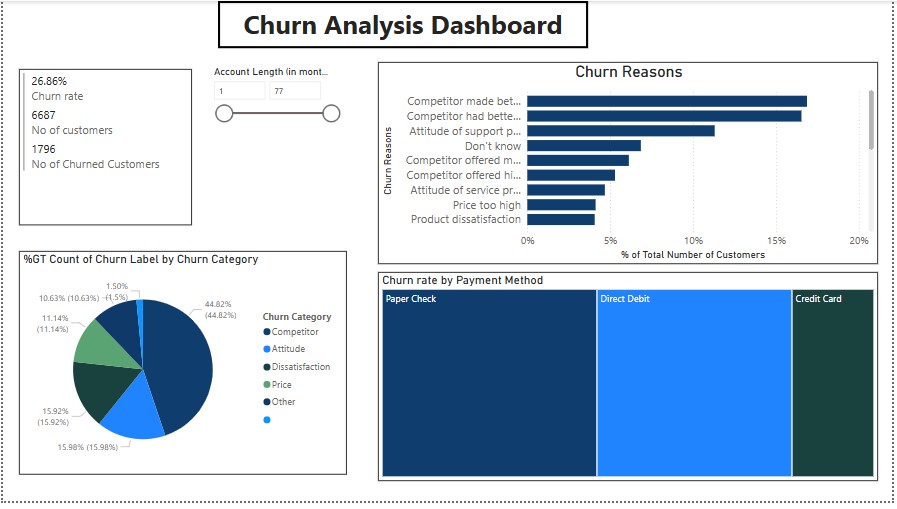 Churn Analysis Dashboard
26.86%
Churn rate
6687
No of customers
1796
No of Churned Customers
Account Length (in mont...
1
77
Churn Reasons
Churn Reasons
Competitor made bet...
Competitor had bette...
Attitude of support p...
Don't know
Competitor offered m...
Competitor offered hi...
Attitude of service pr...
Price too high
Product dissatisfaction
0%
5%
10%
15%
20%
% of Total Number of Customers
%GT Count of Churn Label by Churn Category
1.50%
(1.5%)
10.63% (10.63%)
44.82%
(44.82%)
11.14%
(11.14%)
15.92%
(15.92%)
15.98% (15.98%)
Churn Category
Competitor
Attitude
Dissatisfaction
Price
Other
Churn rate by Payment Method
Paper Check
Direct Debit
Credit Card